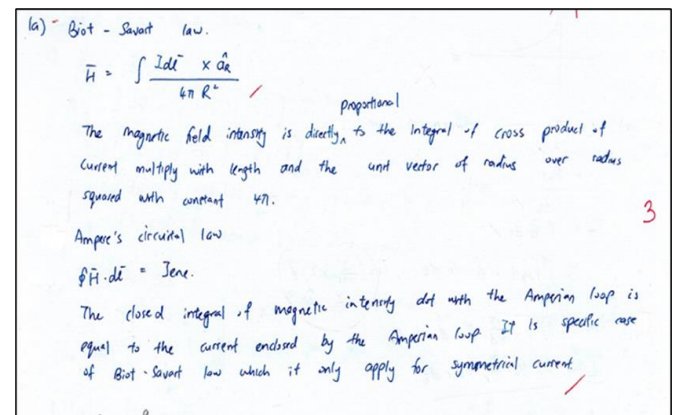 1a) Biot - Savart law.
H̄ = ∫ Idl̄ × âR / 4π R²
proportional
The magnetic field intensity is directly^ to the Integral of cross product of
current multiply with length and the unit vector of radius over radius
squared with constant 4π.
3
Ampere's circuital law
∮H̄·dl̄ = Ienc.
The closed integral of magnetic intensity dot with the Amperian loop is
equal to the current enclosed by the Amperian loop. It is specific case
of Biot-Savart law which it only apply for symmetrical current.